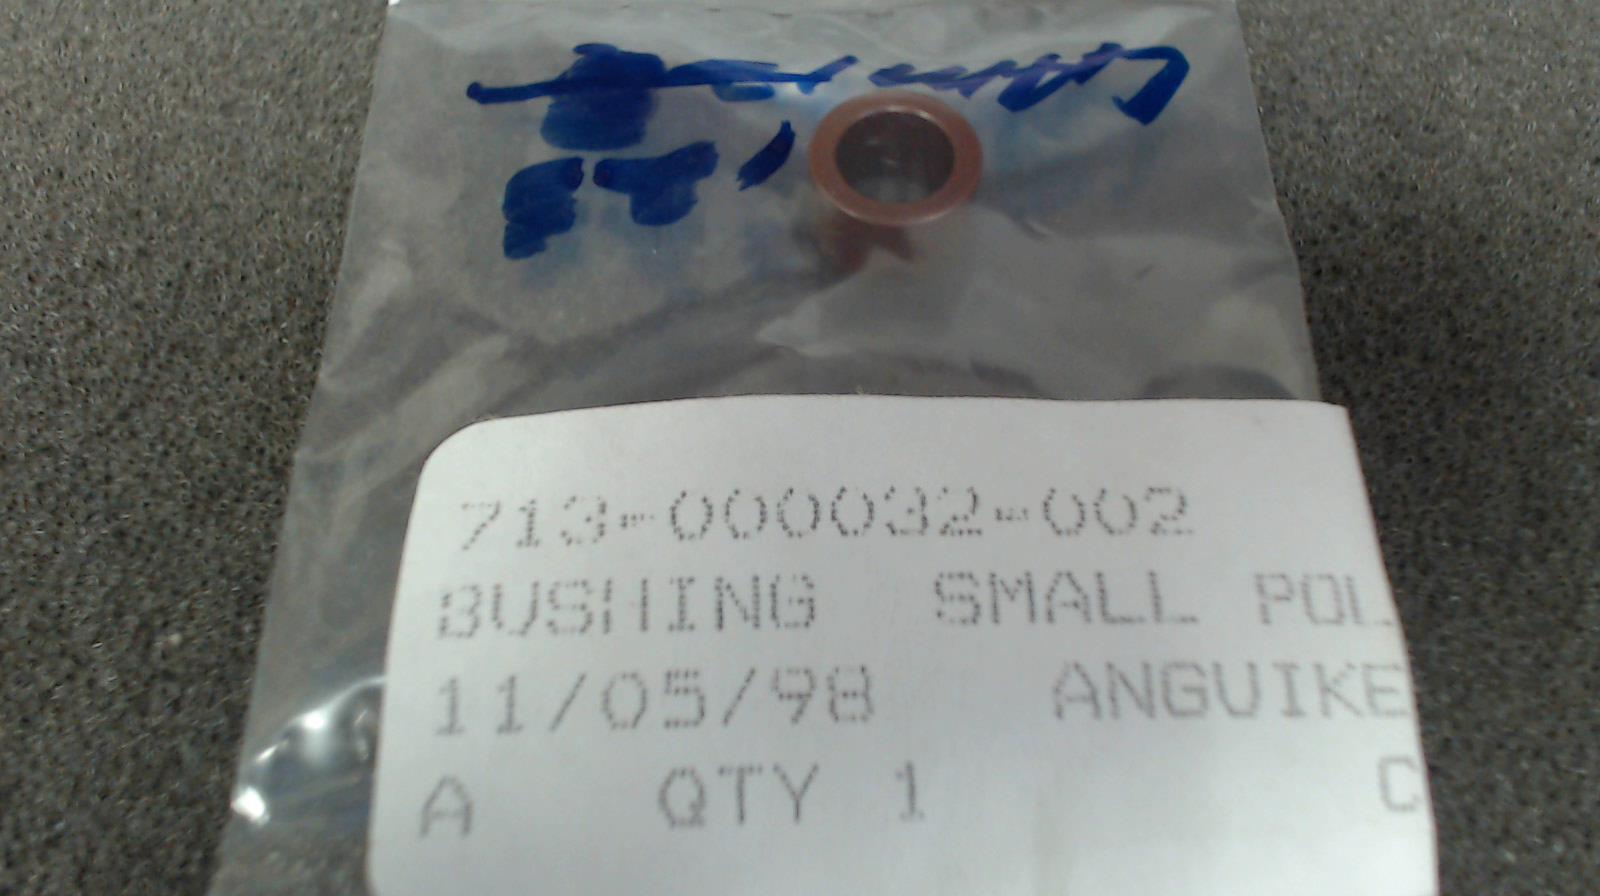 713-000032-002
BUSHING SMALL POL
11/05/98 ANGUIKE
A QTY 1 C